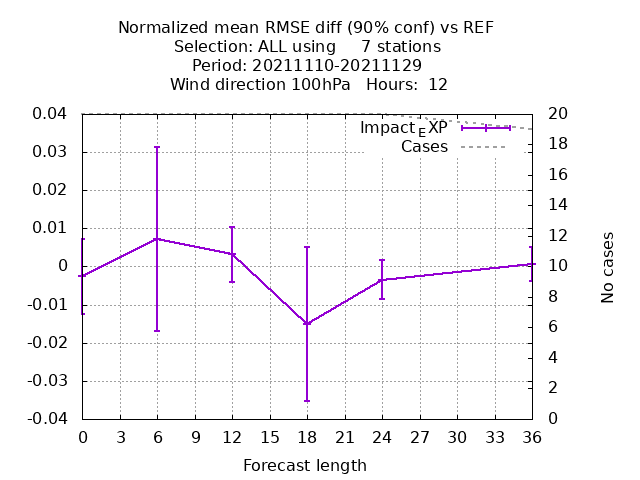 Normalized mean RMSE diff (90% conf) vs REF
Selection: ALL using     7 stations
Period: 20211110-20211129
Wind direction 100hPa   Hours:  12
0.04
0.03
0.02
0.01
0
-0.01
-0.02
-0.03
-0.04
20
18
16
14
12
10
8
6
4
2
0
Impact_EXP
Cases
No cases
0 3 6 9 12 15 18 21 24 27 30 33 36
Forecast length